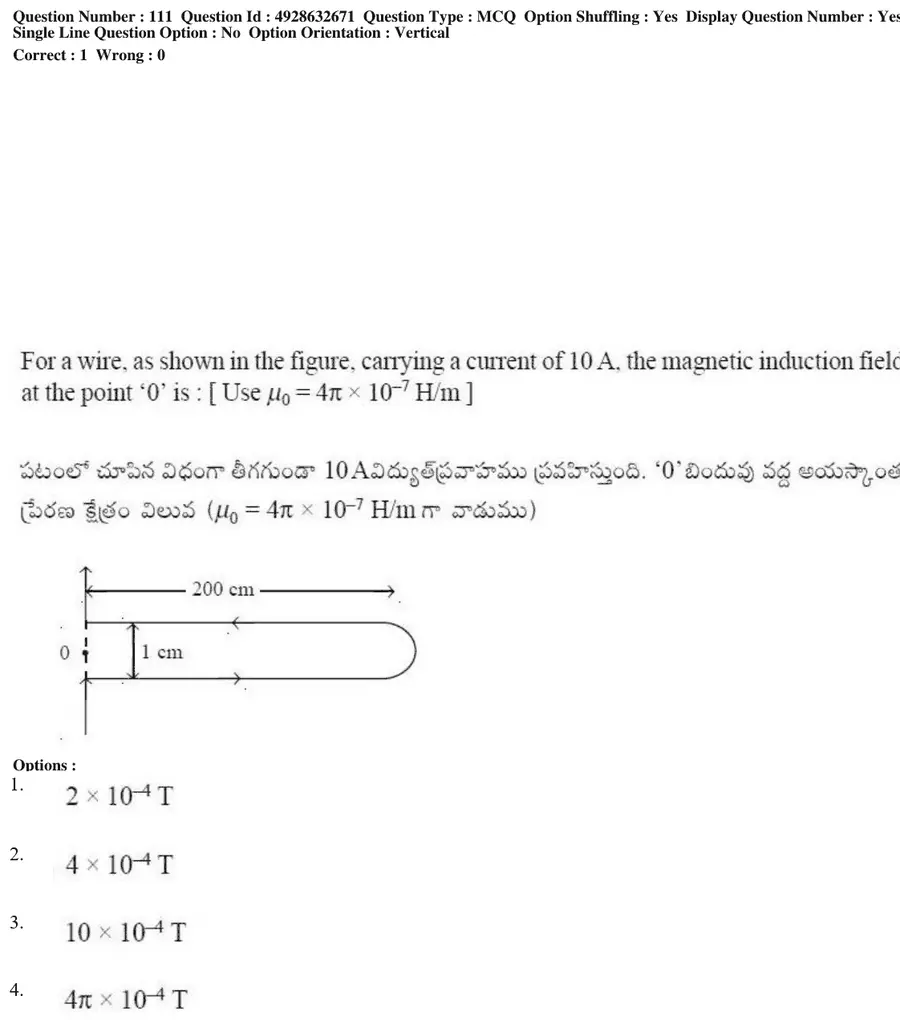 Question Number : 111 Question Id : 4928632671 Question Type : MCQ Option Shuffling : Yes Display Question Number : Yes
Single Line Question Option : No Option Orientation : Vertical
Correct : 1 Wrong : 0
For a wire, as shown in the figure, carrying a current of 10 A, the magnetic induction field
at the point ‘0’ is : [ Use μ₀ = 4π × 10⁻⁷ H/m ]
పటంలో చూపిన విధంగా తీగగుండా 10 Aవిద్యుత్‌ప్రవాహము ప్రవహిస్తుంది. ‘0’బిందువు వద్ద అయస్కాంత
ప్రేరణ క్షేత్రం విలువ (μ₀ = 4π × 10⁻⁷ H/m గా వాడుము)
200 cm
0
1 cm
Options :
1. 2 × 10⁻⁴ T
2. 4 × 10⁻⁴ T
3. 10 × 10⁻⁴ T
4. 4π × 10⁻⁴ T